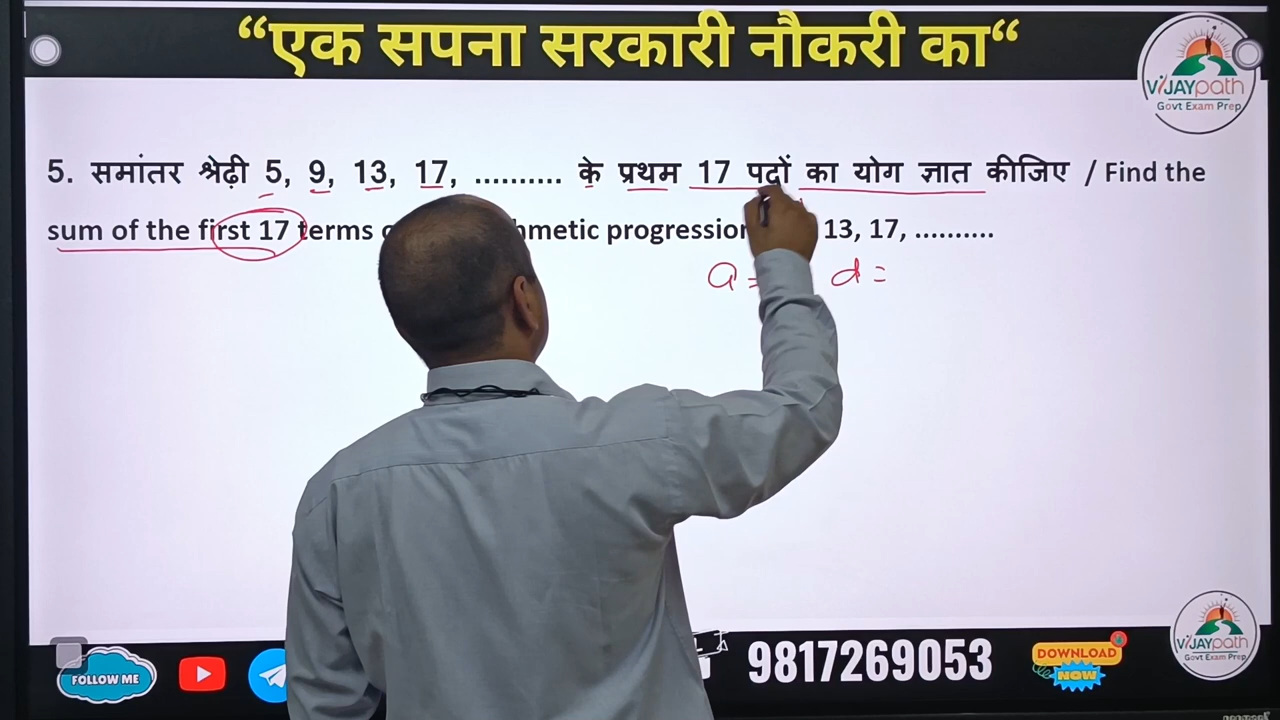 “एक सपना सरकारी नौकरी का“
ViJAYpath
Govt Exam Prep
5. समांतर श्रेढ़ी 5, 9, 13, 17, .......... के प्रथम 17 पदों का योग ज्ञात कीजिए / Find the
sum of the first 17 terms hmetic progression 13, 17, ..........
a = d =
ViJAYpath
Govt Exam Prep
FOLLOW ME
9817269053
DOWNLOAD
NOW